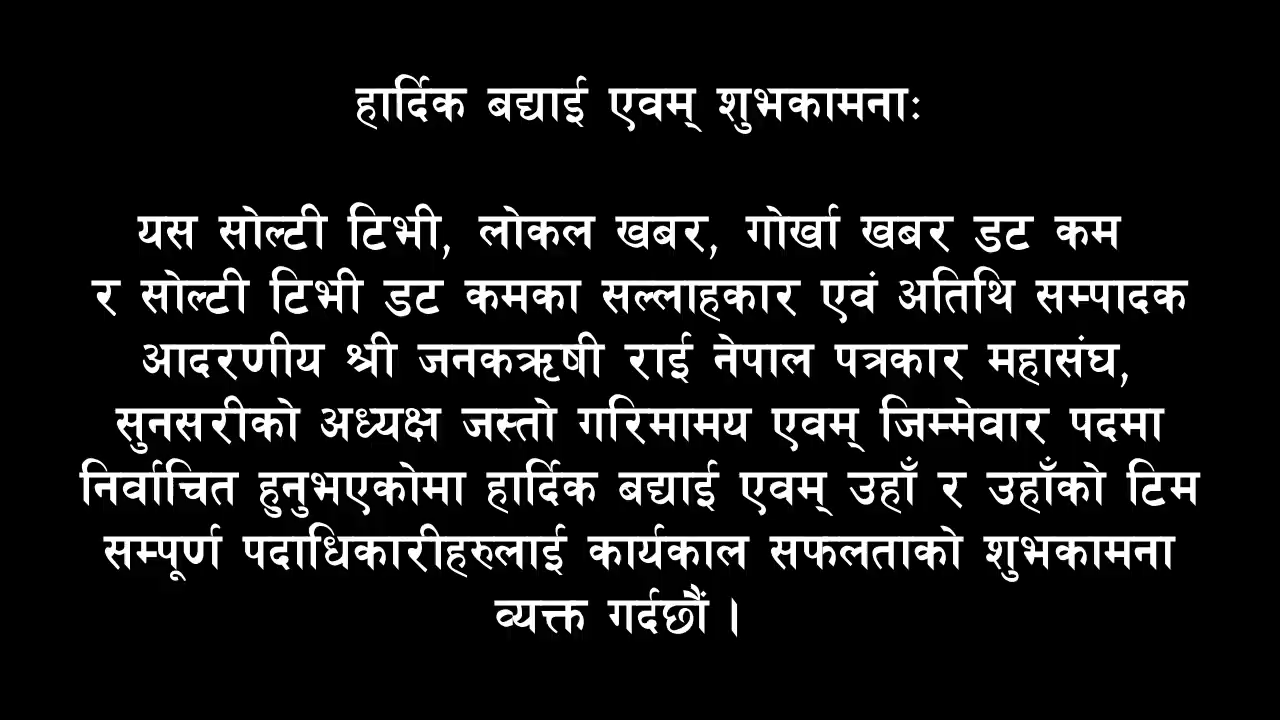 हार्दिक बद्याई एवम् शुभकामनाः
यस सोल्टी टिभी, लोकल खबर, गोर्खा खबर डट कम
र सोल्टी टिभी डट कमका सल्लाहकार एवं अतिथि सम्पादक
आदरणीय श्री जनकऋषी राई नेपाल पत्रकार महासंघ,
सुनसरीको अध्यक्ष जस्तो गरिमामय एवम् जिम्मेवार पदमा
निर्वाचित हुनुभएकोमा हार्दिक बद्याई एवम् उहाँ र उहाँको टिम
सम्पूर्ण पदाधिकारीहरुलाई कार्यकाल सफलताको शुभकामना
व्यक्त गर्दछौं ।